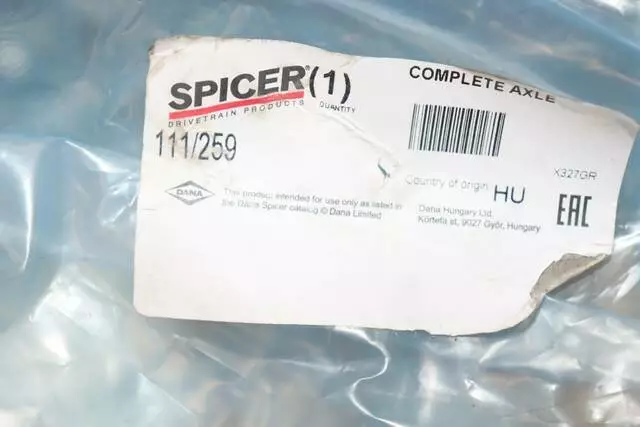 SPICER® (1)
DRIVETRAIN PRODUCTS QUANTITY
COMPLETE AXLE
111/259
X327GR
Country of origin HU
DANA
This product intended for use only as listed in
the Dana Spicer catalog © Dana Limited
Dana Hungary Ltd.
Körtefa st, 9027 Győr, Hungary
EAC